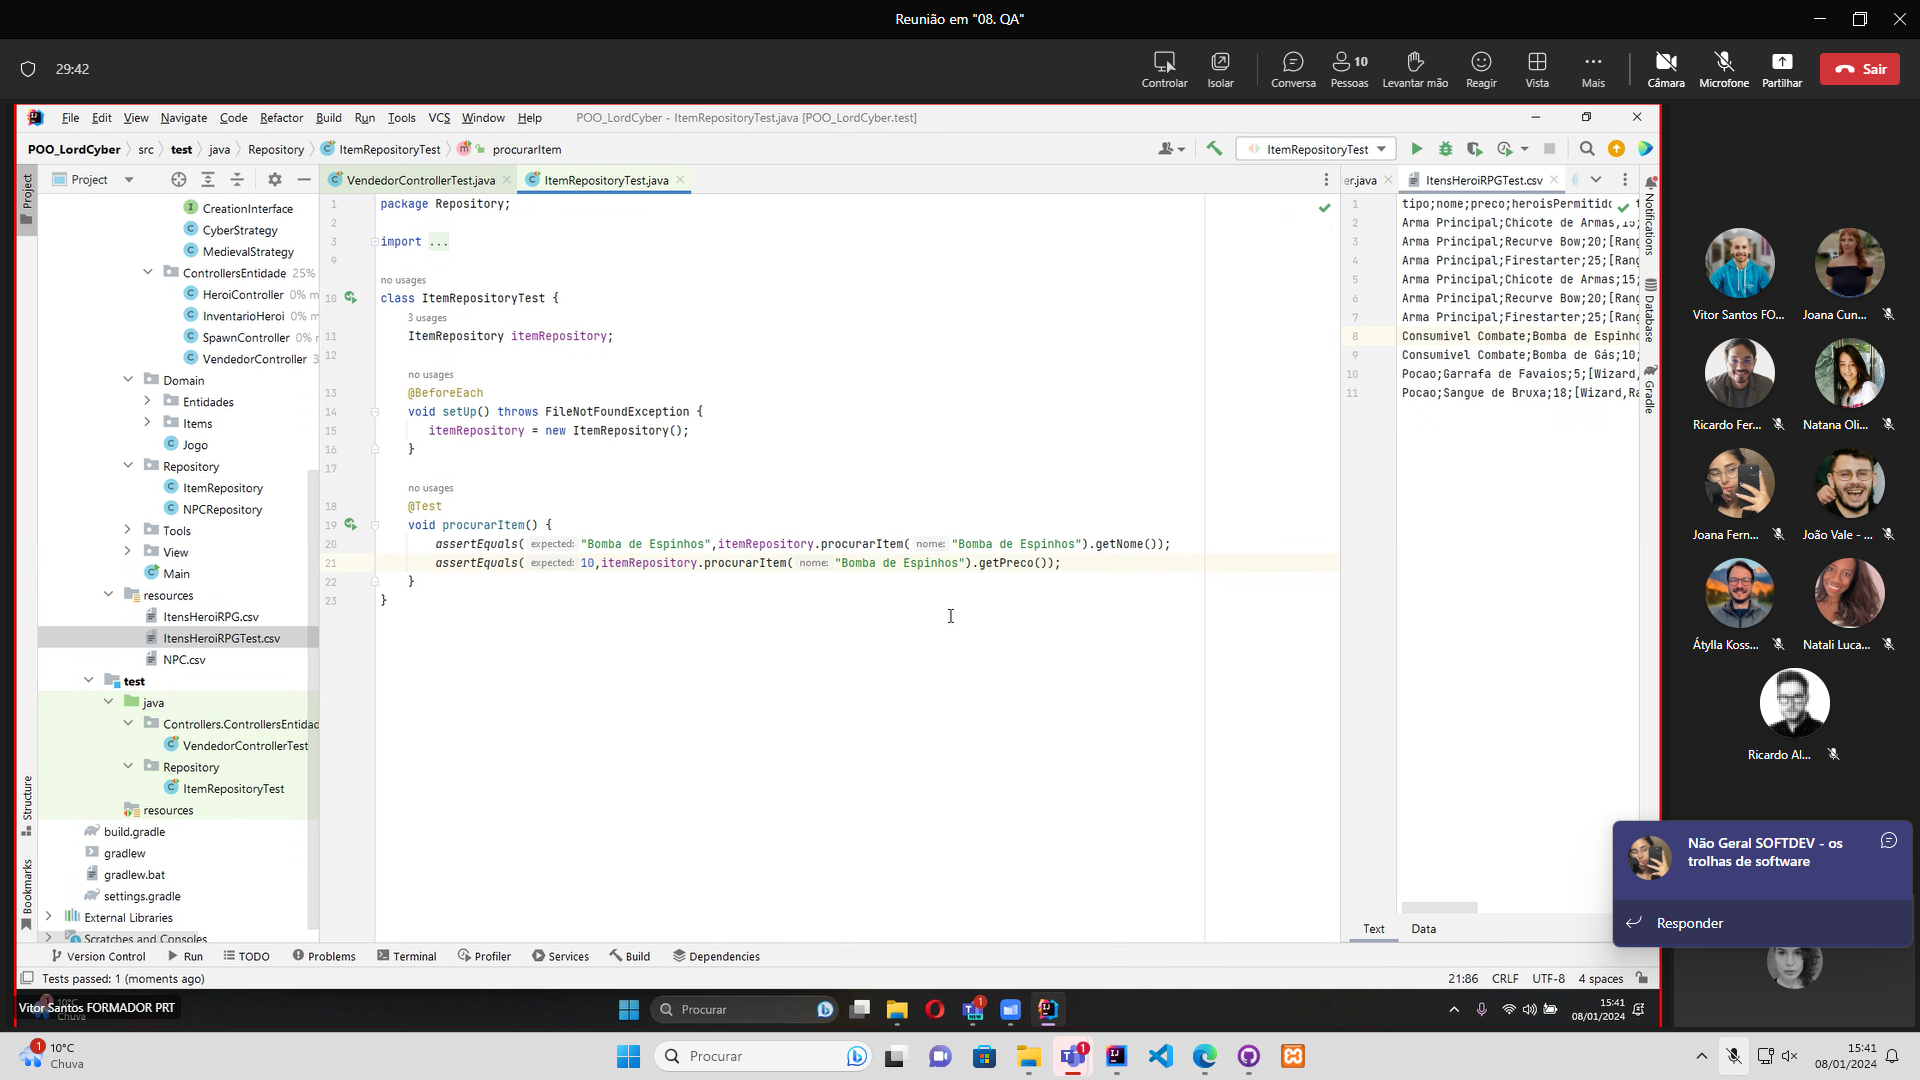 Reunião em "08. QA"
29:42
Controlar
Isolar
Conversa
10
Pessoas
Levantar mão
Reagir
Vista
Mais
Câmara
Microfone
Partilhar
Sair
File Edit View Navigate Code Refactor Build Run Tools VCS Window Help
POO_LordCyber - ItemRepositoryTest.java [POO_LordCyber.test]
POO_LordCyber src test java Repository ItemRepositoryTest procurarItem
ItemRepositoryTest
Project
Project
VendedorControllerTest.java
ItemRepositoryTest.java
er.java
ItensHeroiRPGTest.csv
CreationInterface
CyberStrategy
MedievalStrategy
ControllersEntidade 25%
HeroiController 0% m
InventarioHeroi 0% m
SpawnController 0%
VendedorController 3
Domain
Entidades
Items
Jogo
Repository
ItemRepository
NPCRepository
Tools
View
Main
resources
ItensHeroiRPG.csv
ItensHeroiRPGTest.csv
NPC.csv
test
java
Controllers.ControllersEntidad
VendedorControllerTest
Repository
ItemRepositoryTest
resources
build.gradle
gradlew
gradlew.bat
settings.gradle
External Libraries
Scratches and Consoles
Structure
Bookmarks
1 package Repository;
2
3 import ...
9
no usages
10 class ItemRepositoryTest {
3 usages
11 ItemRepository itemRepository;
12
no usages
13 @BeforeEach
14 void setUp() throws FileNotFoundException {
15 itemRepository = new ItemRepository();
16 }
17
no usages
18 @Test
19 void procurarItem() {
20 assertEquals( expected: "Bomba de Espinhos",itemRepository.procurarItem( nome: "Bomba de Espinhos").getNome());
21 assertEquals( expected: 10,itemRepository.procurarItem( nome: "Bomba de Espinhos").getPreco());
22 }
23 }
1 tipo;nome;preco;heroisPermitido
2 Arma Principal;Chicote de Armas,15;
3 Arma Principal;Recurve Bow;20;[Rang
4 Arma Principal;Firestarter;25;[Rang
5 Arma Principal;Chicote de Armas;15;
6 Arma Principal;Recurve Bow;20;[Rang
7 Arma Principal;Firestarter;25;[Rang
8 Consumivel Combate;Bomba de Espinho
9 Consumivel Combate;Bomba de Gás;10;
10 Pocao;Garrafa de Favaios;5;[Wizard,
11 Pocao;Sangue de Bruxa;18;[Wizard,Ra
Text Data
Notifications
Database
Gradle
Version Control Run TODO Problems Terminal Profiler Services Build Dependencies
Tests passed: 1 (moments ago)
21:86 CRLF UTF-8 4 spaces
Vitor Santos FORMADOR PRT
Chuva
Procurar
1
NEW
15:41
08/01/2024
Vitor Santos FO...
Joana Cun...
Ricardo Fer...
Natana Oli...
Joana Fern...
João Vale - ...
Átylla Koss...
Natali Luca...
Ricardo Al...
Não Geral SOFTDEV - os
trolhas de software
Responder
1
10°C
Chuva
Procurar
1
15:41
08/01/2024